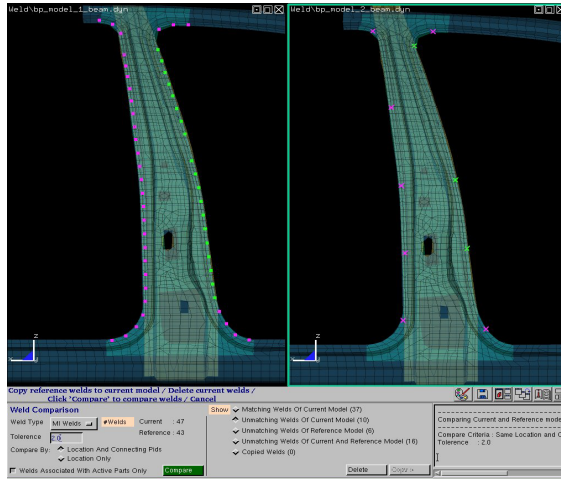 Weld\bp_model_1_beam.dyn
Weld\bp_model_2_beam.dyn
Z
Z
Copy reference welds to current model / Delete current welds /
Click 'Compare' to compare welds / Cancel
Weld Comparison
Weld Type MI Welds #Welds Current : 47
Reference : 43
Tolerence 2.0
Compare By: Location And Connecting Pids
Location Only
Welds Associated With Active Parts Only Compare
Show Matching Welds Of Current Model (37)
Unmatching Welds Of Current Model (10)
Unmatching Welds Of Reference Model (6)
Unmatching Welds Of Current And Reference Model (16)
Copied Welds (0)
Delete Copy
Comparing Current and Reference mode
Compare Criteria : Same Location and C
Tolerence : 2.0